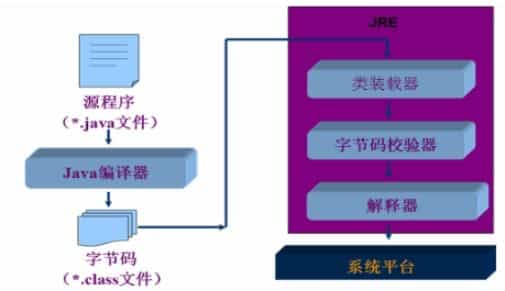 源程序
（*.java文件）
Java编译器
字节码
（*.class文件）
JRE
类装载器
字节码校验器
解释器
系统平台